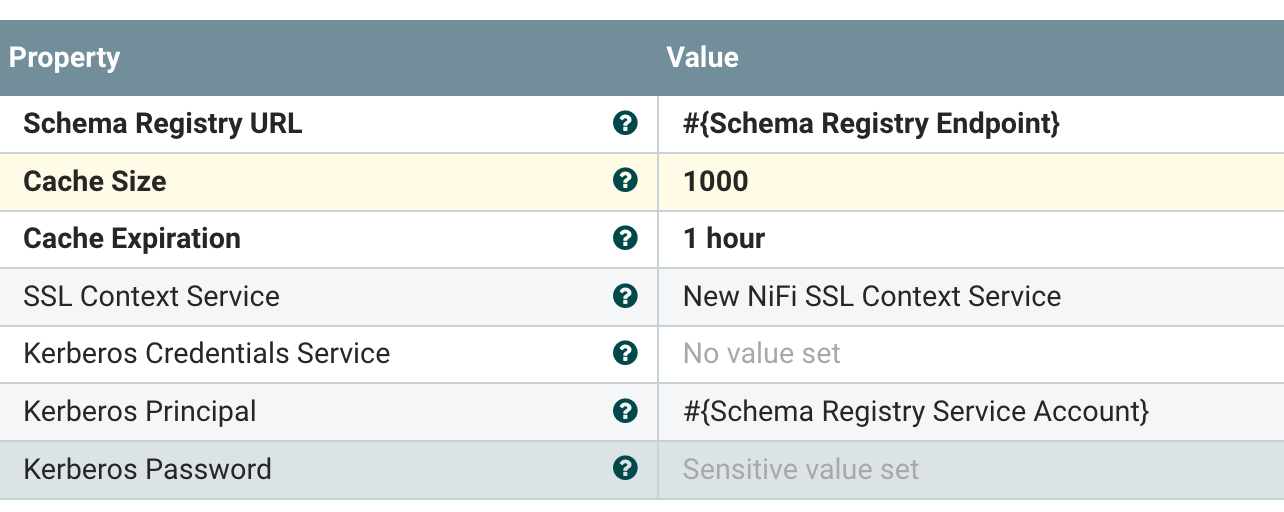 Property Value
Schema Registry URL ? #{Schema Registry Endpoint}
Cache Size ? 1000
Cache Expiration ? 1 hour
SSL Context Service ? New NiFi SSL Context Service
Kerberos Credentials Service ? No value set
Kerberos Principal ? #{Schema Registry Service Account}
Kerberos Password ? Sensitive value set